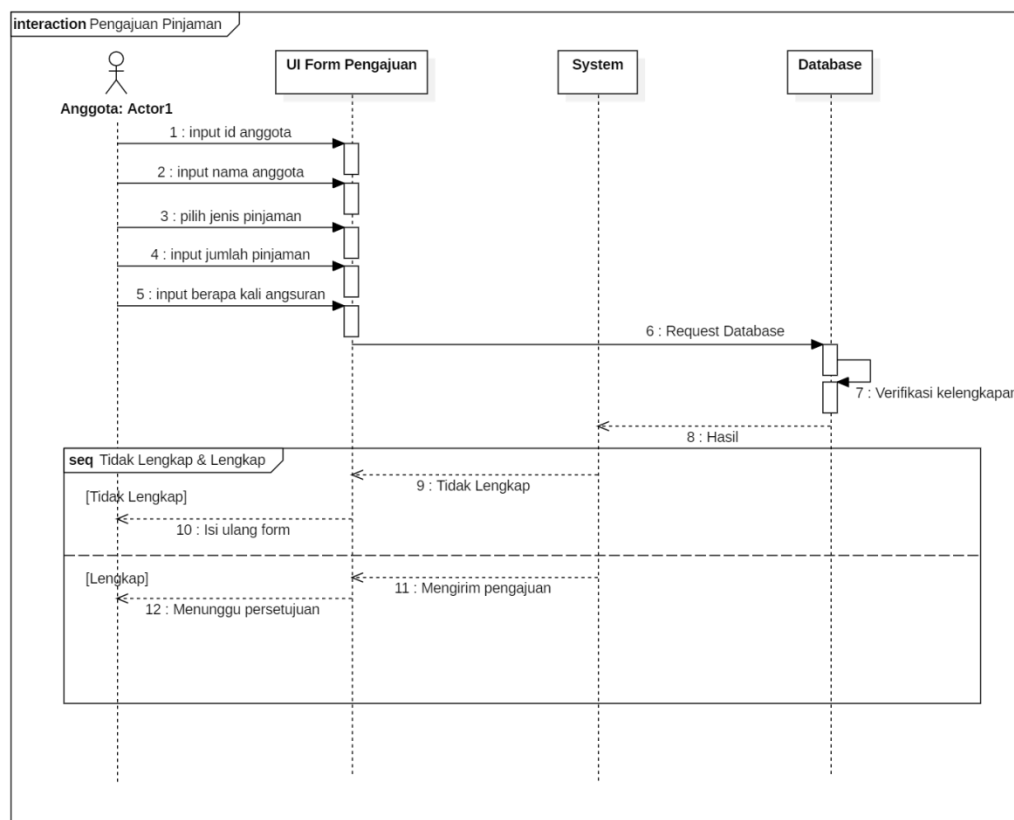 interaction Pengajuan Pinjaman
UI Form Pengajuan
System
Database
Anggota: Actor1
1 : input id anggota
2 : input nama anggota
3 : pilih jenis pinjaman
4 : input jumlah pinjaman
5 : input berapa kali angsuran
6 : Request Database
7 : Verifikasi kelengkapan
8 : Hasil
seq Tidak Lengkap & Lengkap
9 : Tidak Lengkap
[Tidak Lengkap]
10 : Isi ulang form
[Lengkap]
11 : Mengirim pengajuan
12 : Menunggu persetujuan